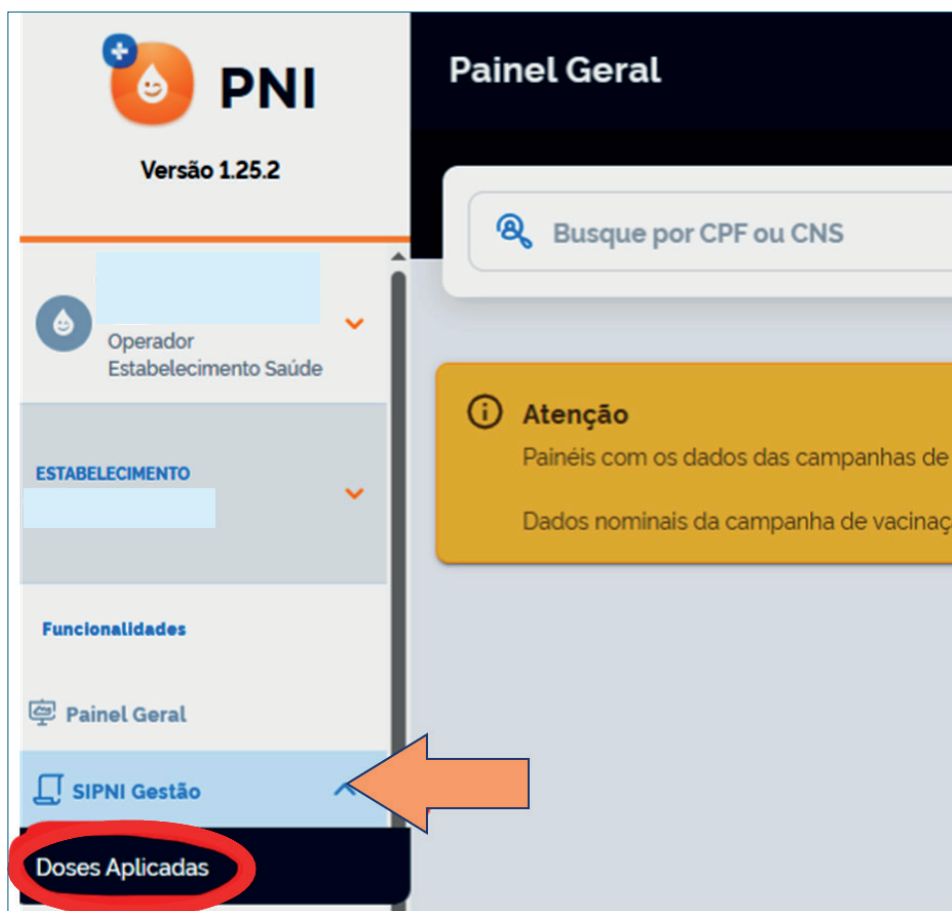 PNI
Versão 1.25.2
Operador
Estabelecimento Saúde
ESTABELECIMENTO
Funcionalidades
Painel Geral
SIPNI Gestão
Doses Aplicadas
Painel Geral
Busque por CPF ou CNS
Atenção
Painéis com os dados das campanhas de
Dados nominais da campanha de vacinaç